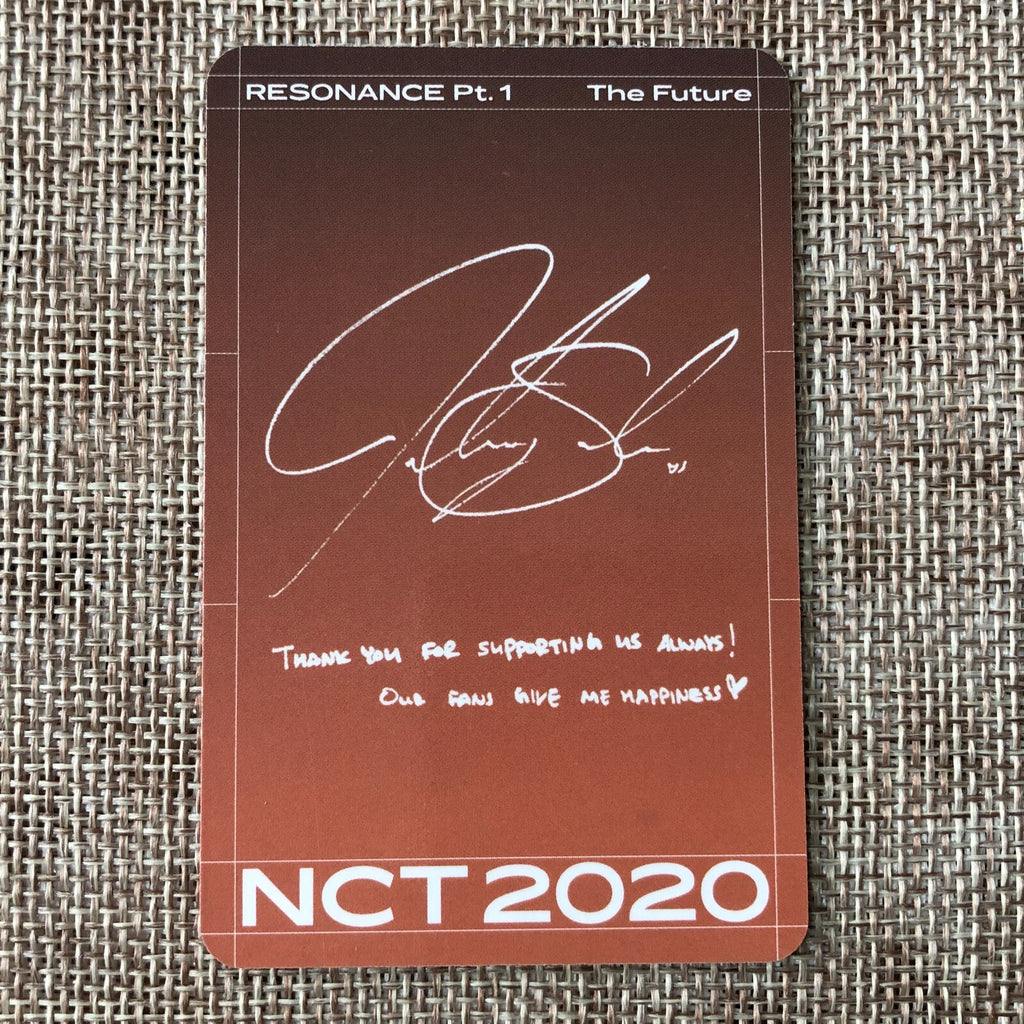 RESONANCE Pt. 1 The Future
THANK YOU FOR SUPPORTING US ALWAYS!
OUR FANS GIVE ME HAPPINESS
NCT 2020